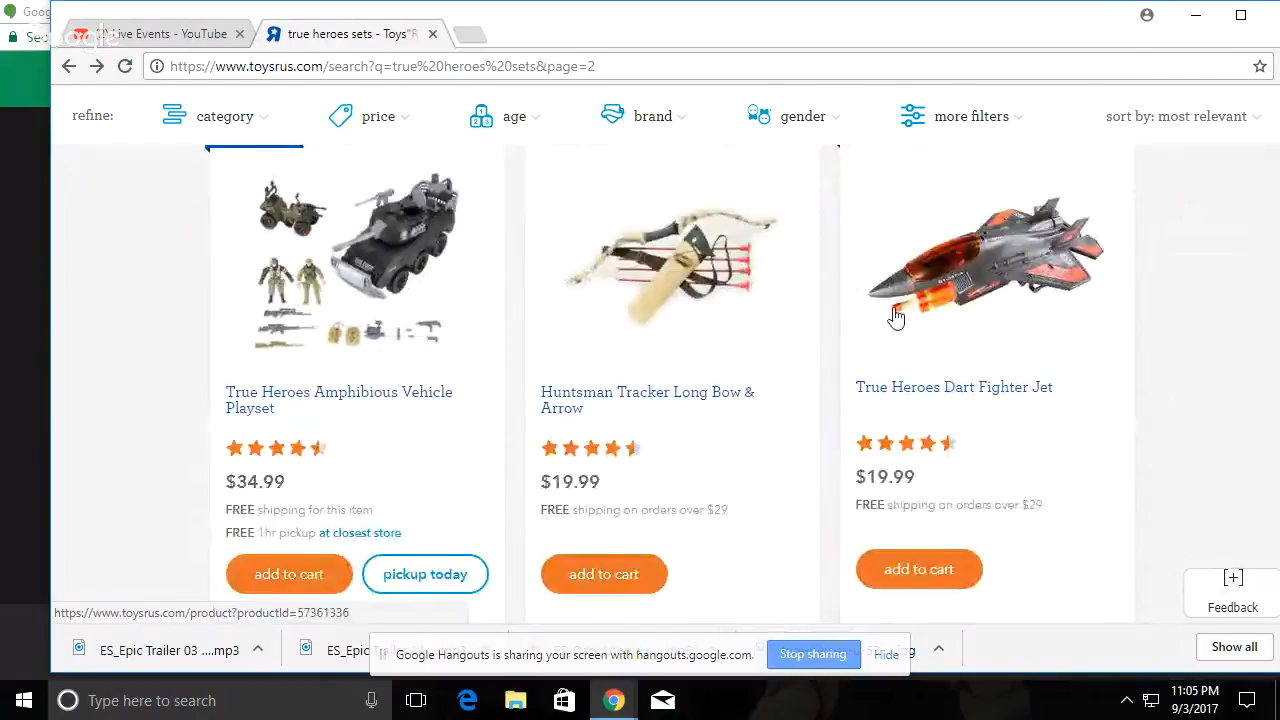 Goog
Live Events - YouTube
true heroes sets - Toys"R
Google
https://www.toysrus.com/search?q=true%20heroes%20sets&page=2
refine:
category
price
age
brand
gender
more filters
sort by: most relevant
True Heroes Amphibious Vehicle
Playset
$34.99
FREE shipping for this item
FREE 1hr pickup at closest store
add to cart
pickup today
Huntsman Tracker Long Bow &
Arrow
$19.99
FREE shipping on orders over $29
add to cart
True Heroes Dart Fighter Jet
$19.99
FREE shipping on orders over $29
add to cart
[+]
Feedback
https://www.toysrus.com/product?productId=57361336
ES_Epic Trailer 03 ....mp3
ES_Epic
Google Hangouts is sharing your screen with hangouts.google.com.
Stop sharing
Hide
Show all
Type here to search
11:05 PM
9/3/2017